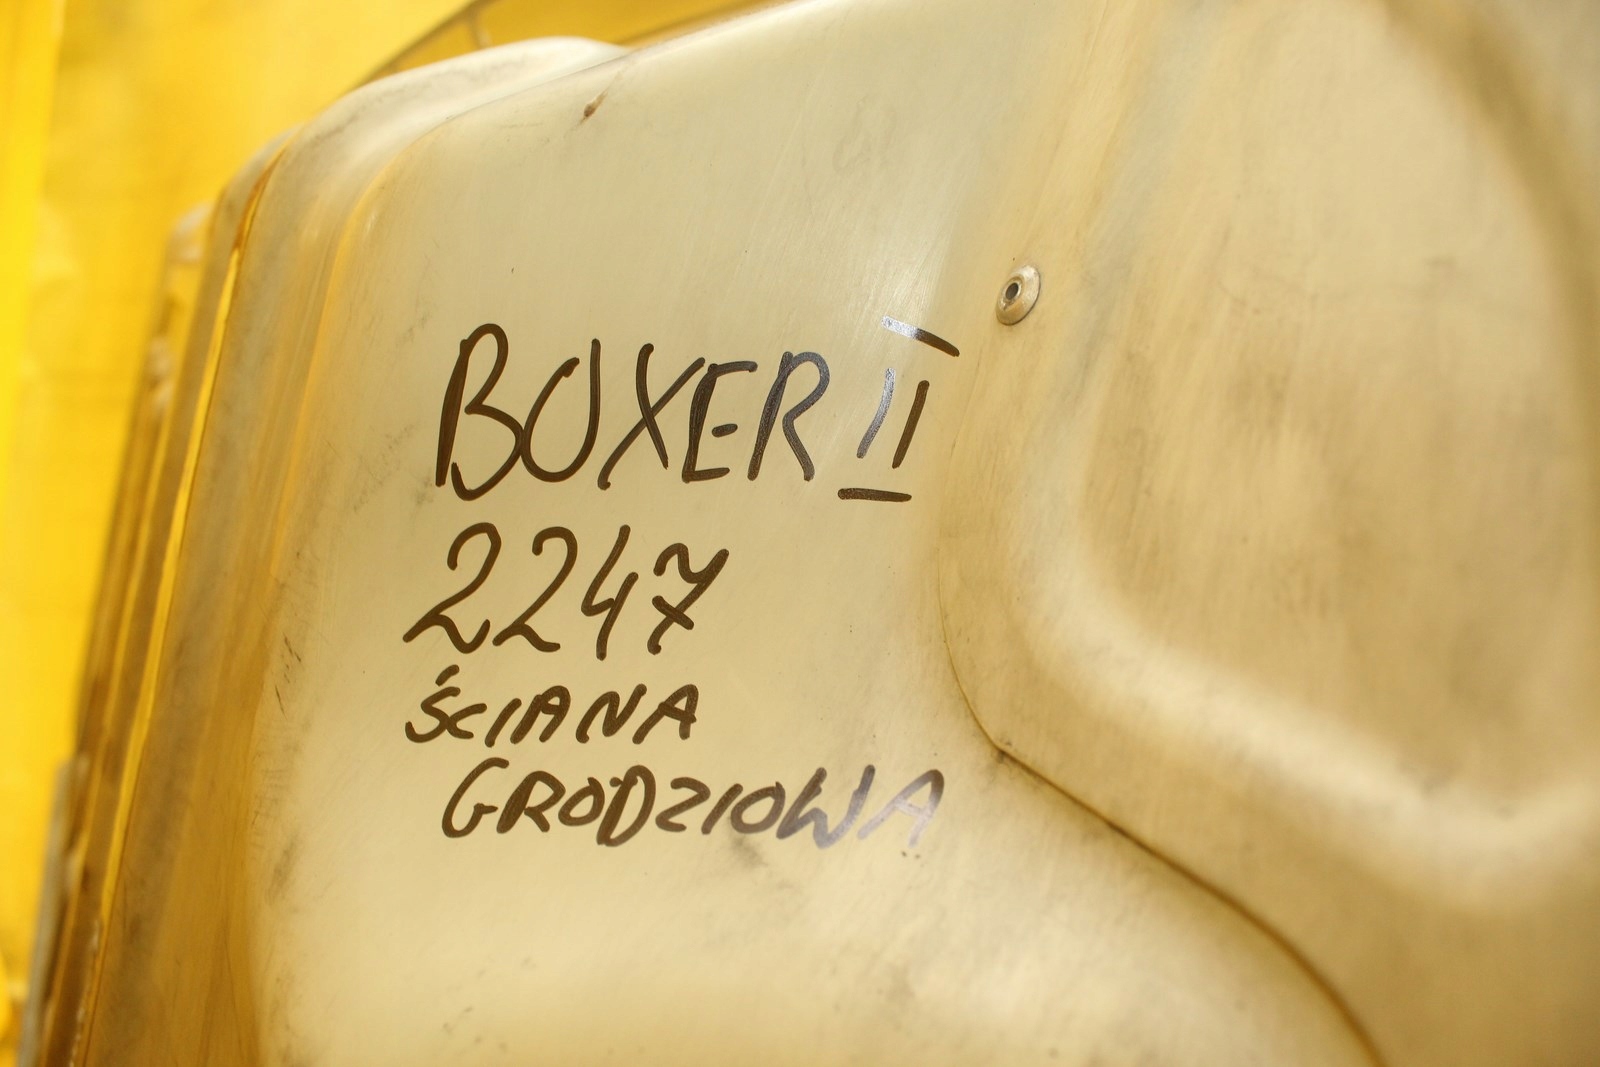 BOXER II
2247
ŚCIANA
GRODZIOWA